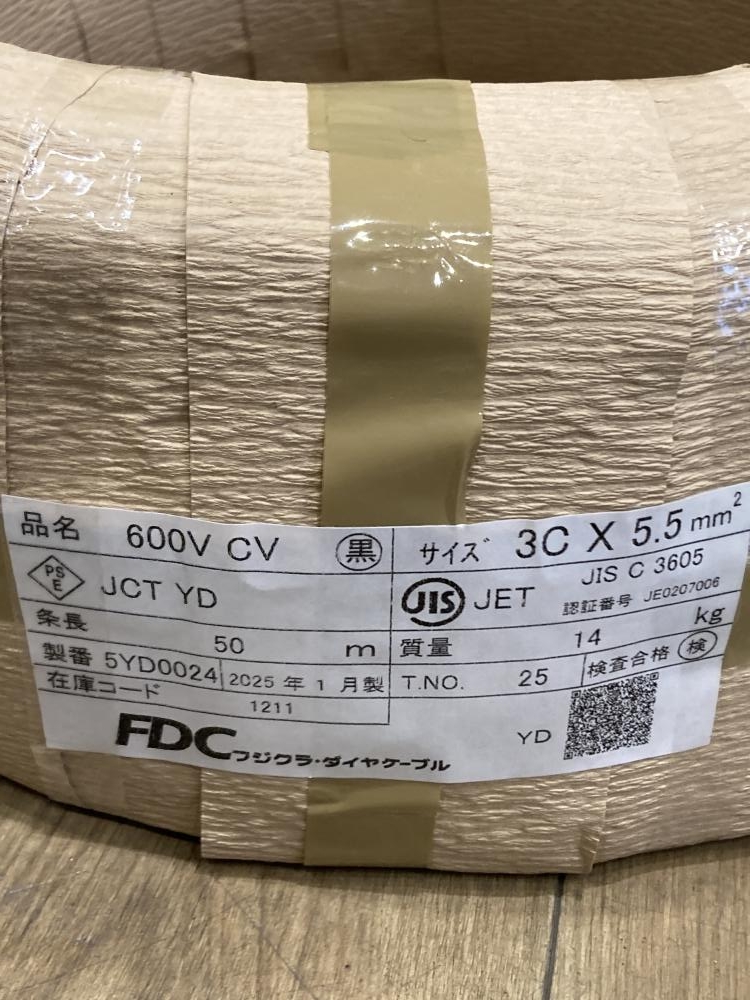 品名 600V CV 黒 サイズ 3C X 5.5 mm²
PSE JCT YD JIS JET JIS C 3605
認証番号 JE0207006
条長 50 m 質量 14 kg
製番 5YD0024 2025 年 1 月製 T.NO. 25 検査合格 検
在庫コード 1211
FDC フジクラ・ダイヤケーブル YD